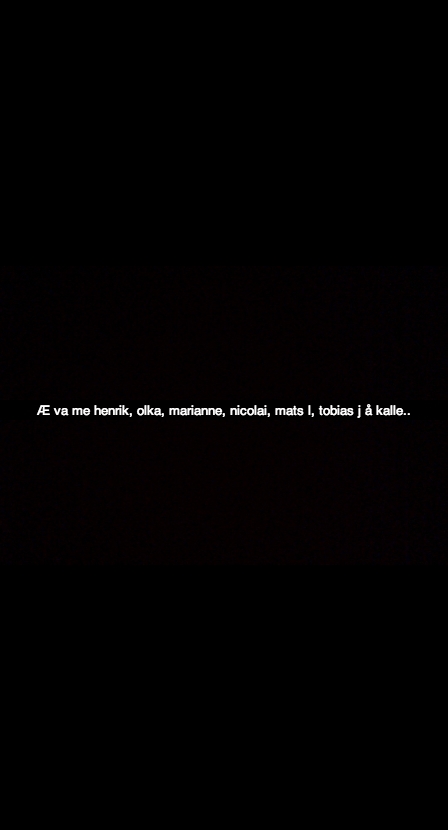 Æ va me henrik, olka, marianne, nicolai, mats l, tobias j å kalle..